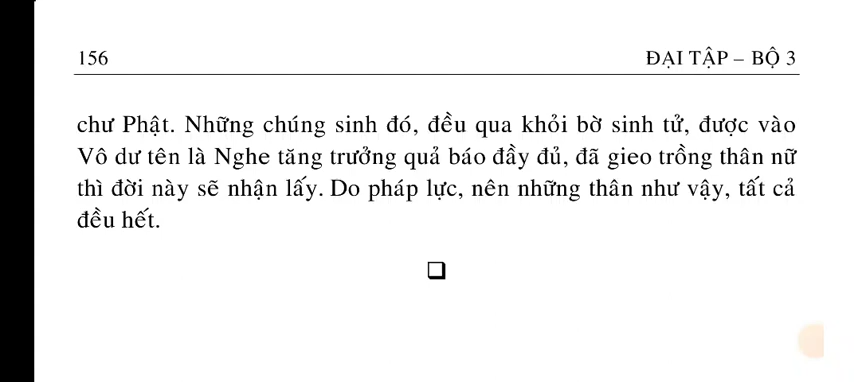 156
ĐẠI TẬP – BỘ 3
chư Phật. Những chúng sinh đó, đều qua khỏi bờ sinh tử, được vào
Vô dư tên là Nghe tăng trưởng quả báo đầy đủ, đã gieo trồng thân nữ
thì đời này sẽ nhận lấy. Do pháp lực, nên những thân như vậy, tất cả
đều hết.